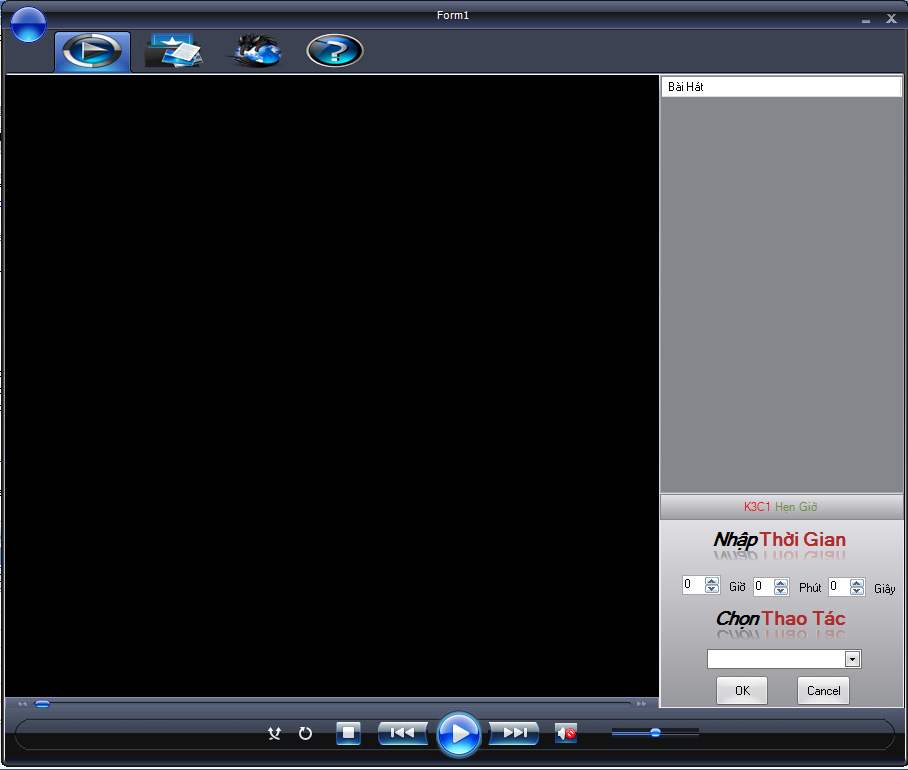 Form1
?
Bài Hát
K3C1 Hẹn Giờ
Nhập Thời Gian
0 Giờ 0 Phút 0 Giây
Chọn Thao Tác
OK Cancel